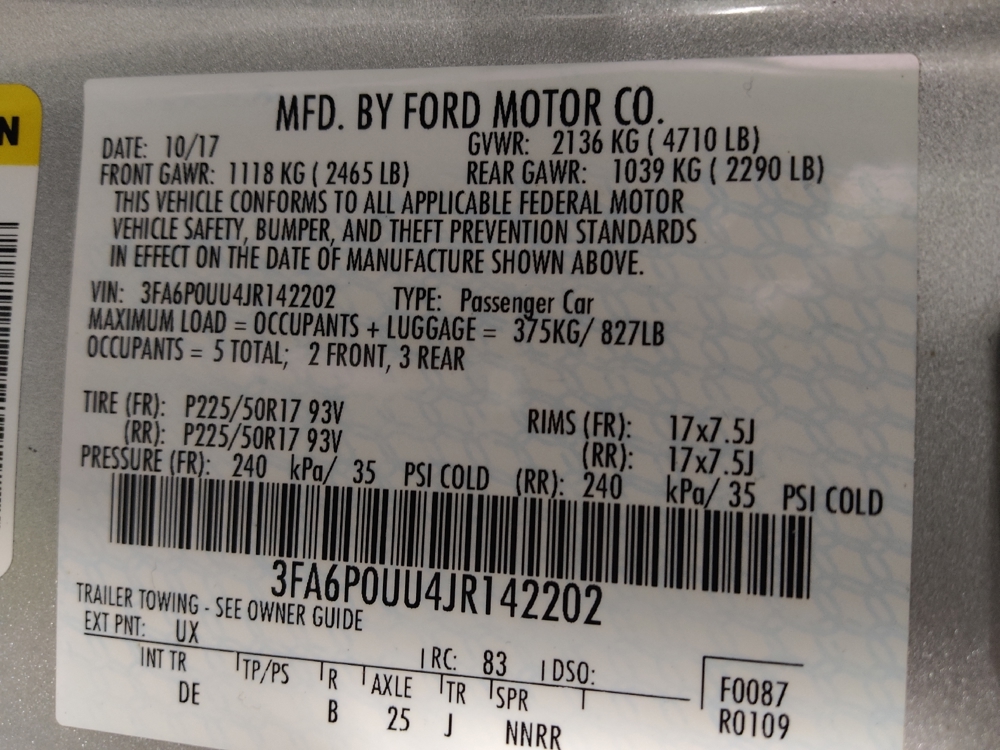 N
MFD. BY FORD MOTOR CO.
DATE: 10/17 GVWR: 2136 KG ( 4710 LB)
FRONT GAWR: 1118 KG ( 2465 LB) REAR GAWR: 1039 KG ( 2290 LB)
THIS VEHICLE CONFORMS TO ALL APPLICABLE FEDERAL MOTOR
VEHICLE SAFETY, BUMPER, AND THEFT PREVENTION STANDARDS
IN EFFECT ON THE DATE OF MANUFACTURE SHOWN ABOVE.
VIN: 3FA6P0UU4JR142202 TYPE: Passenger Car
MAXIMUM LOAD = OCCUPANTS + LUGGAGE = 375KG/ 827LB
OCCUPANTS = 5 TOTAL; 2 FRONT, 3 REAR
TIRE (FR): P225/50R17 93V RIMS (FR): 17x7.5J
(RR): P225/50R17 93V (RR): 17x7.5J
PRESSURE (FR): 240 kPa/ 35 PSI COLD (RR): 240 kPa/ 35 PSI COLD
3FA6P0UU4JR142202
TRAILER TOWING - SEE OWNER GUIDE
EXT PNT: UX RC: 83 DSO:
INT TR TP/PS R AXLE TR SPR F0087
DE B 25 J NNRR R0109